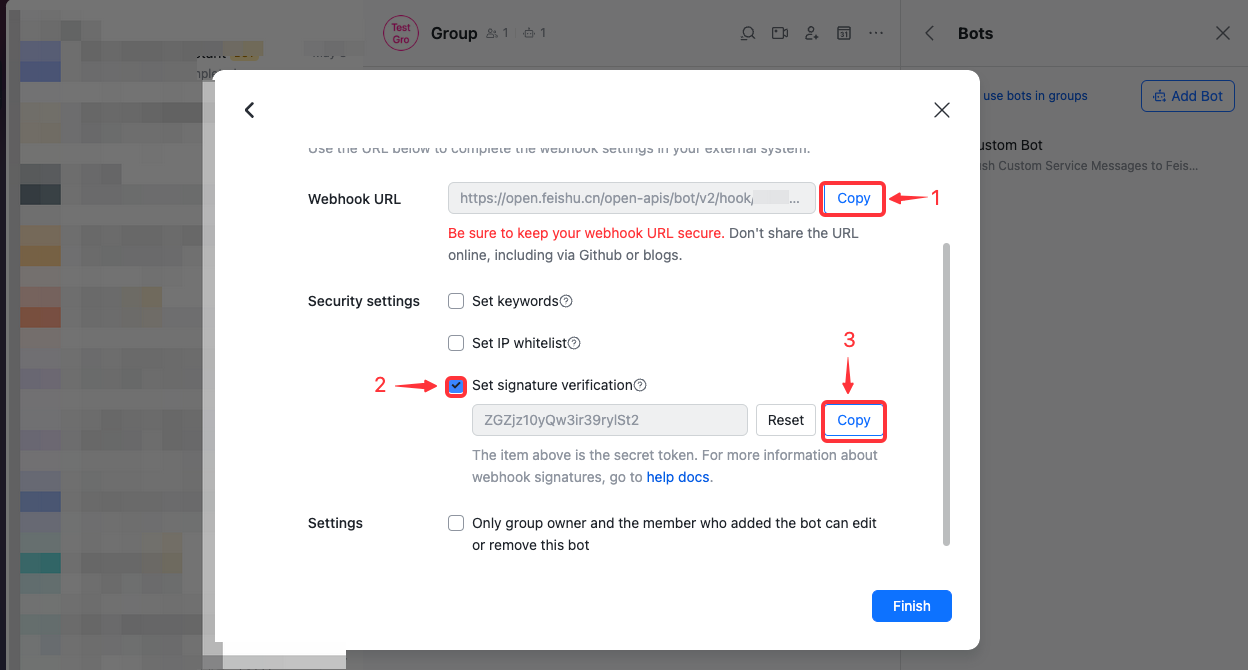 Test
Gro
Group
1
1
31
Bots
use bots in groups
Add Bot
ustom Bot
sh Custom Service Messages to Feis...
Use the URL below to complete the webhook settings in your external system.
Webhook URL
https://open.feishu.cn/open-apis/bot/v2/hook/ ...
Copy
1
Be sure to keep your webhook URL secure. Don't share the URL
online, including via Github or blogs.
Security settings
Set keywords
Set IP whitelist
3
2
Set signature verification
ZGZjz10yQw3ir39rylSt2
Reset
Copy
The item above is the secret token. For more information about
webhook signatures, go to help docs.
Settings
Only group owner and the member who added the bot can edit
or remove this bot
Finish